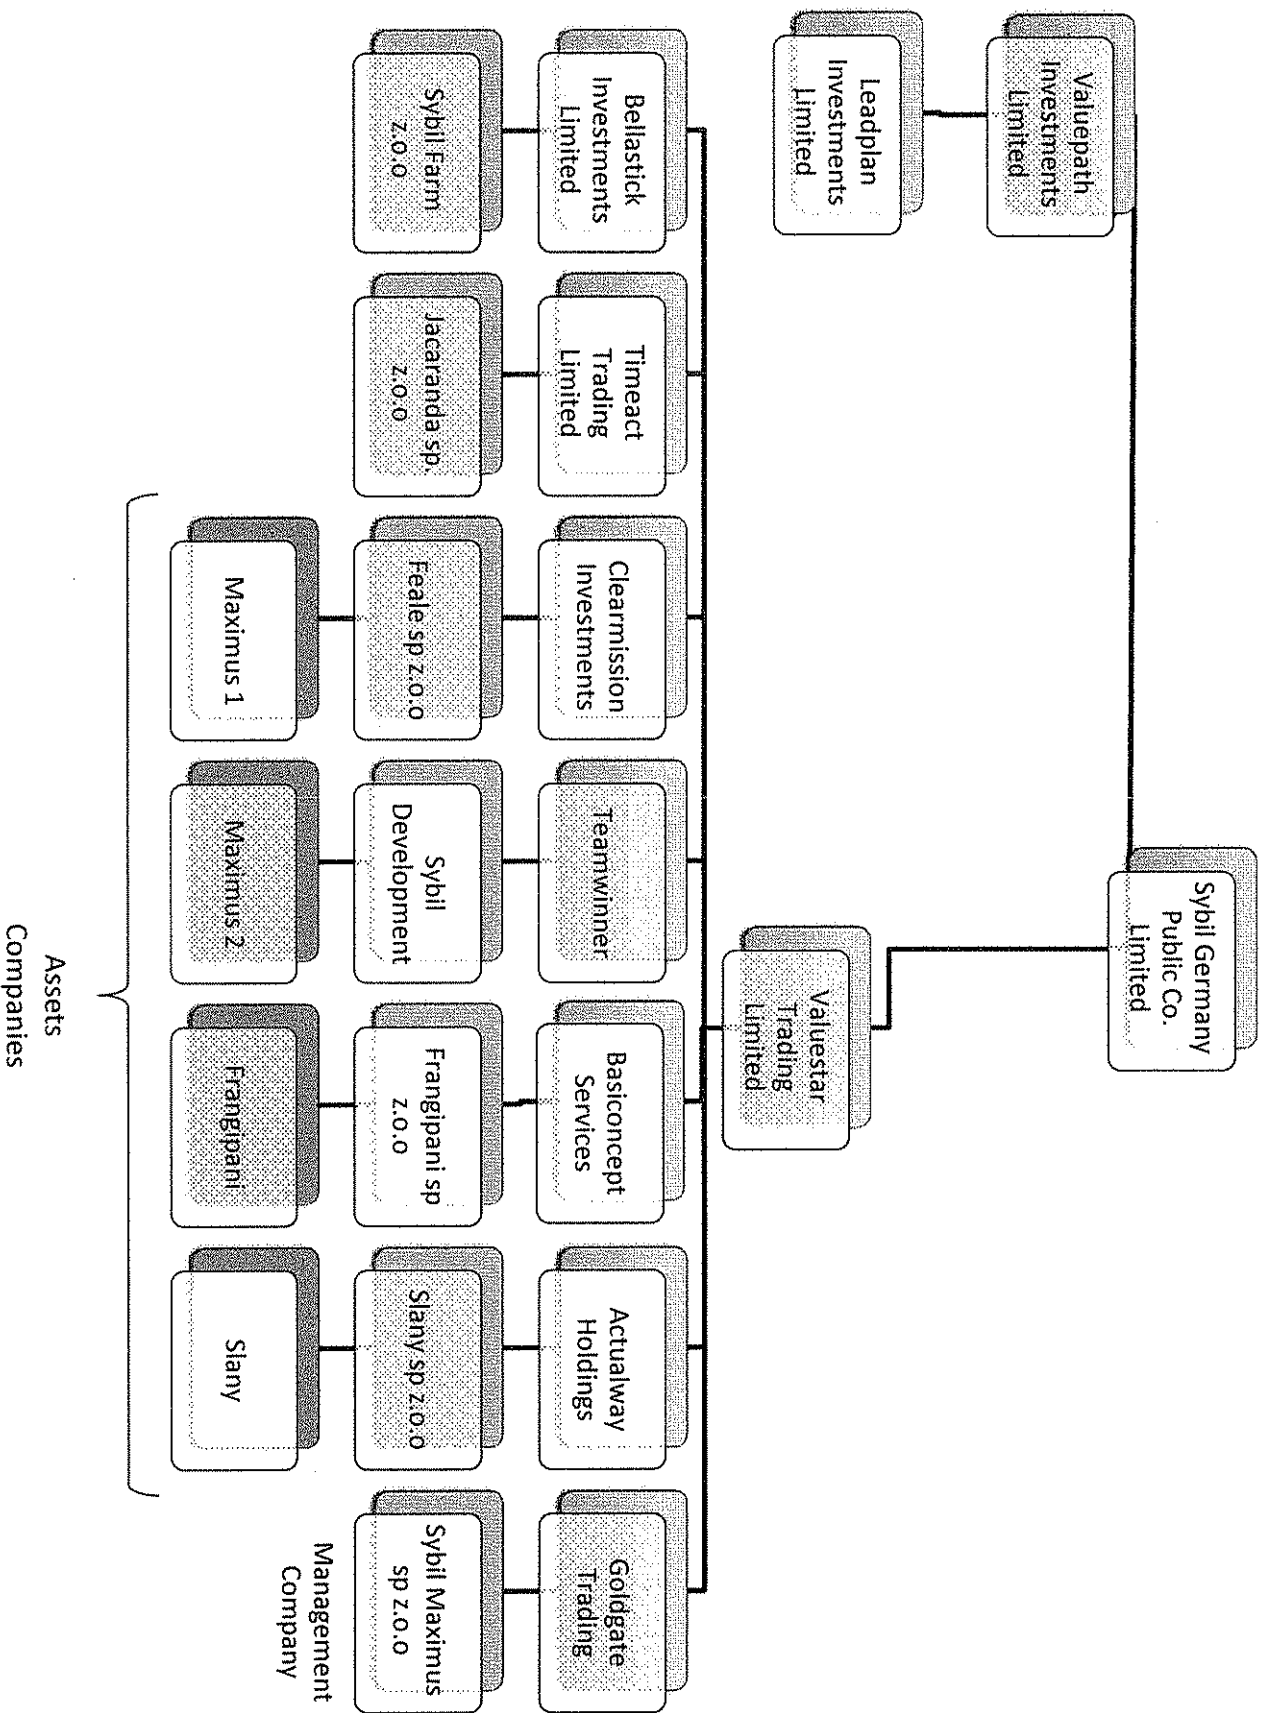 Sybil Germany
Public Co.
Limited
Valuepath
Investments
Limited
Leadplan
Investments
Limited
Valuestar
Trading
Limited
Bellastick
Investments
Limited
Timeact
Trading
Limited
Clearmission
Investments
Teamwinner
Basiconcept
Services
Actualway
Holdings
Goldgate
Trading
Sybil Farm
z.o.o
Jacaranda sp.
z.o.o
Feale sp z.o.o
Sybil
Development
Frangipani sp
z.o.o
Slany sp z.o.o
Sybil Maximus
sp z.o.o
Maximus 1
Maximus 2
Frangipani
Slany
Management
Company
Assets
Companies